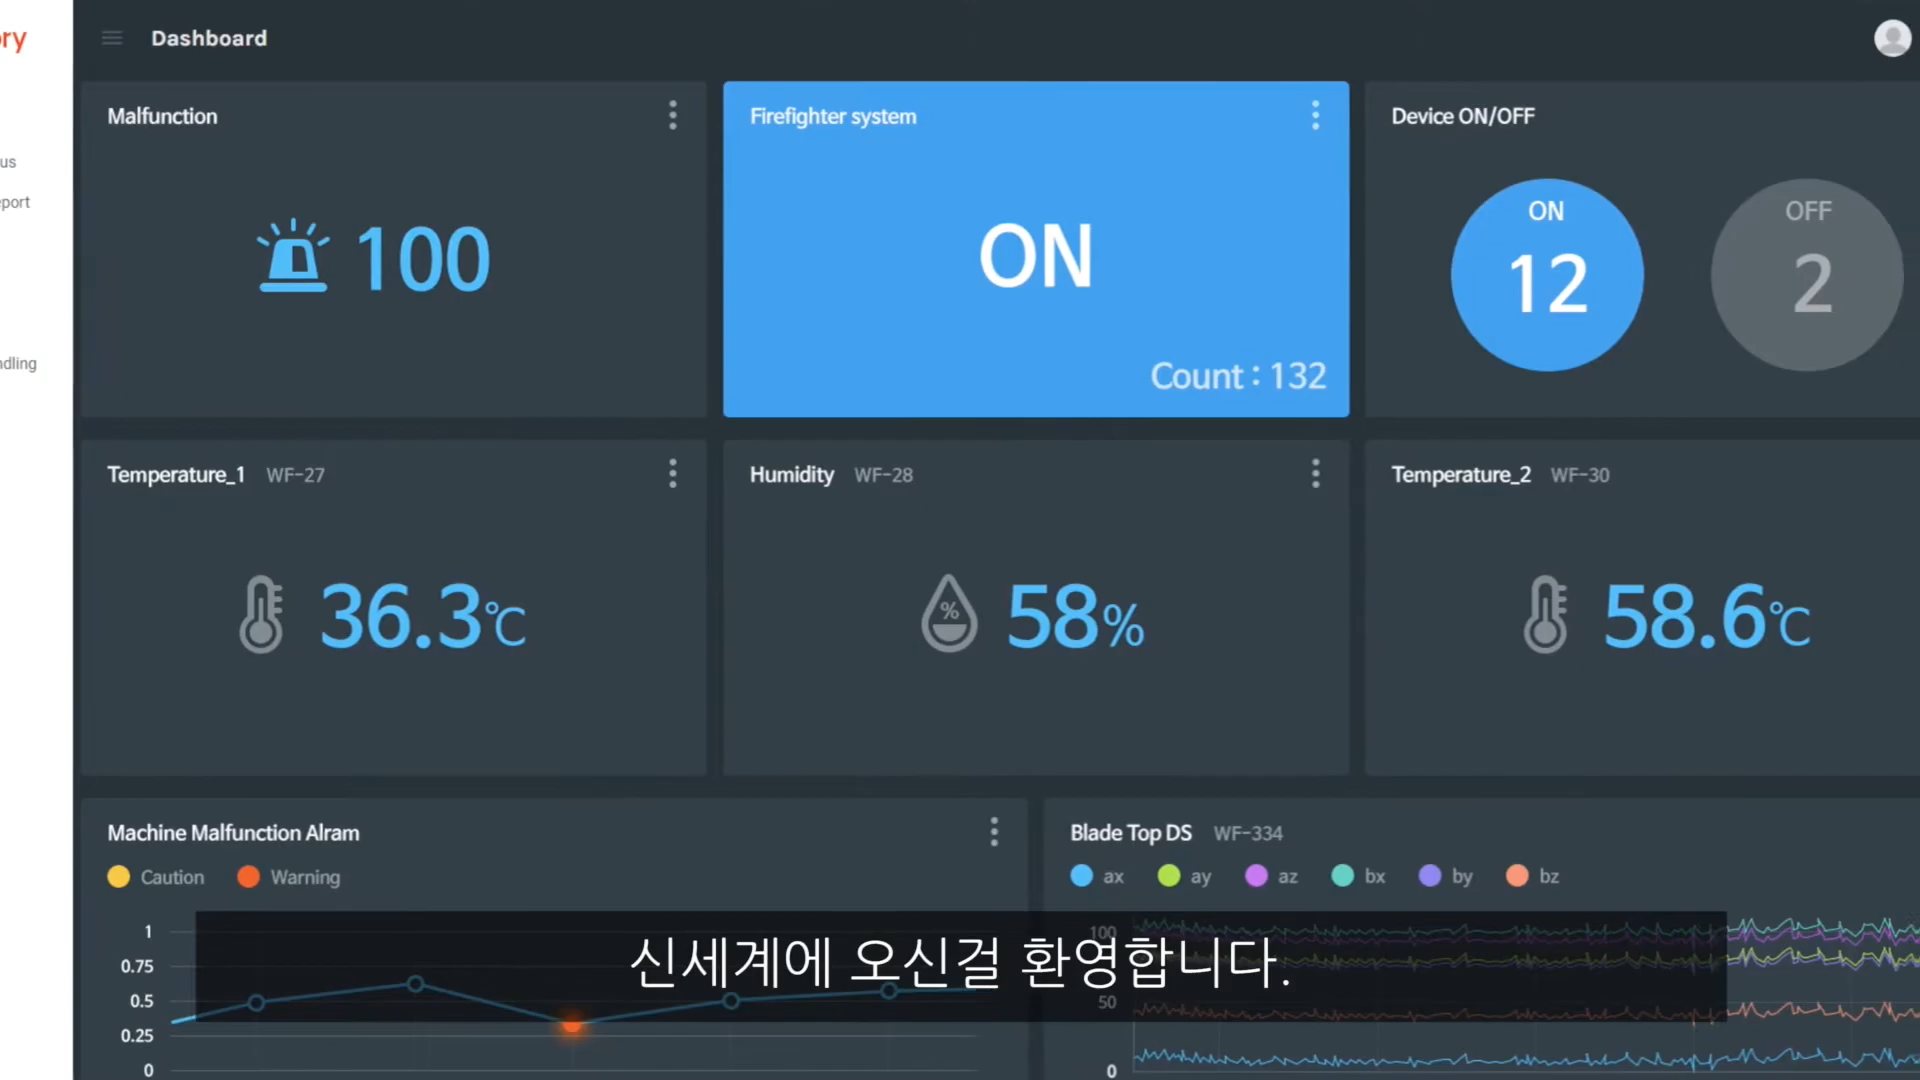 ry
Dashboard
us
port
ndling
Malfunction
100
Firefighter system
ON
Count : 132
Device ON/OFF
ON
12
OFF
2
Temperature_1 WF-27
36.3℃
Humidity WF-28
%
58%
Temperature_2 WF-30
58.6℃
Machine Malfunction Alram
Caution Warning
1
0.75
0.5
0.25
0
Blade Top DS WF-334
ax ay az bx by bz
100
50
0
신세계에 오신걸 환영합니다.